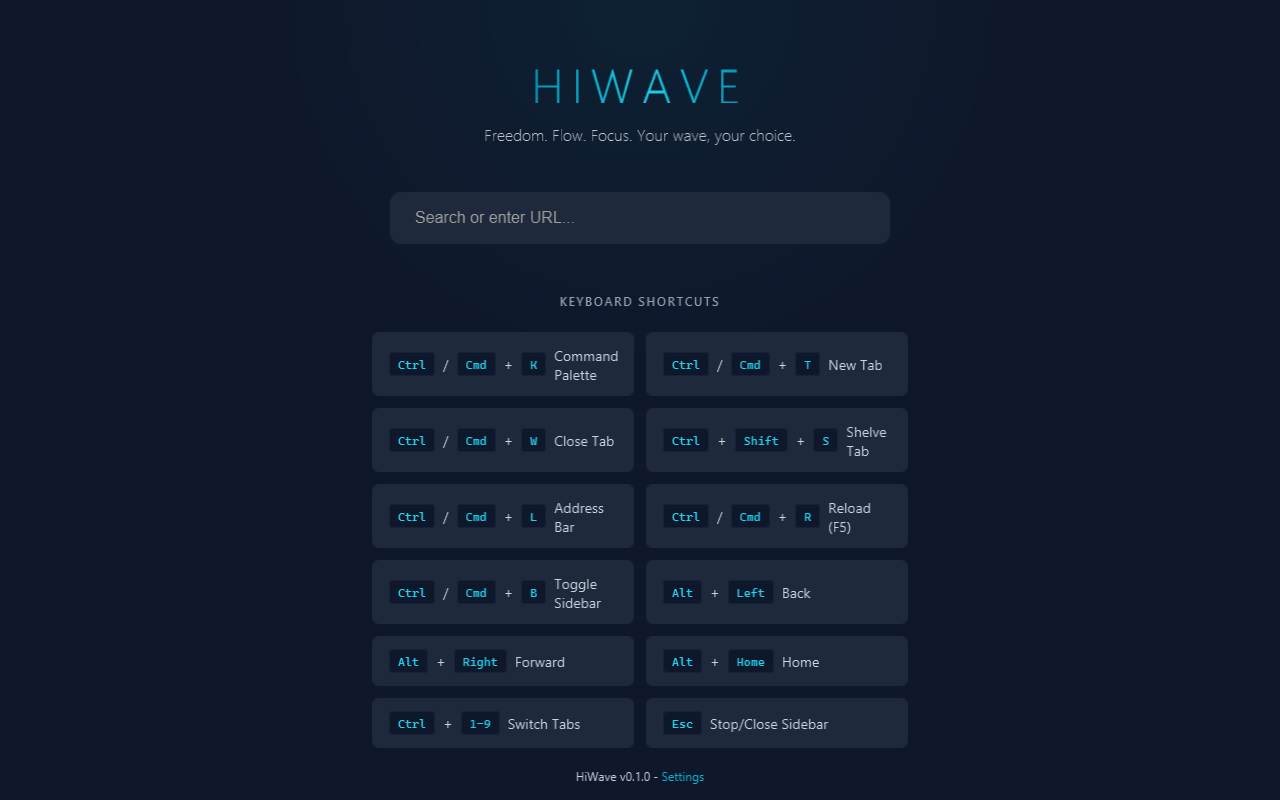 HIWAVE
Freedom. Flow. Focus. Your wave, your choice.
Search or enter URL...
KEYBOARD SHORTCUTS
Ctrl / Cmd + K Command Palette
Ctrl / Cmd + T New Tab
Ctrl / Cmd + W Close Tab
Ctrl + Shift + S Shelve Tab
Ctrl / Cmd + L Address Bar
Ctrl / Cmd + R Reload (F5)
Ctrl / Cmd + B Toggle Sidebar
Alt + Left Back
Alt + Right Forward
Alt + Home Home
Ctrl + 1-9 Switch Tabs
Esc Stop/Close Sidebar
HiWave v0.1.0 - Settings